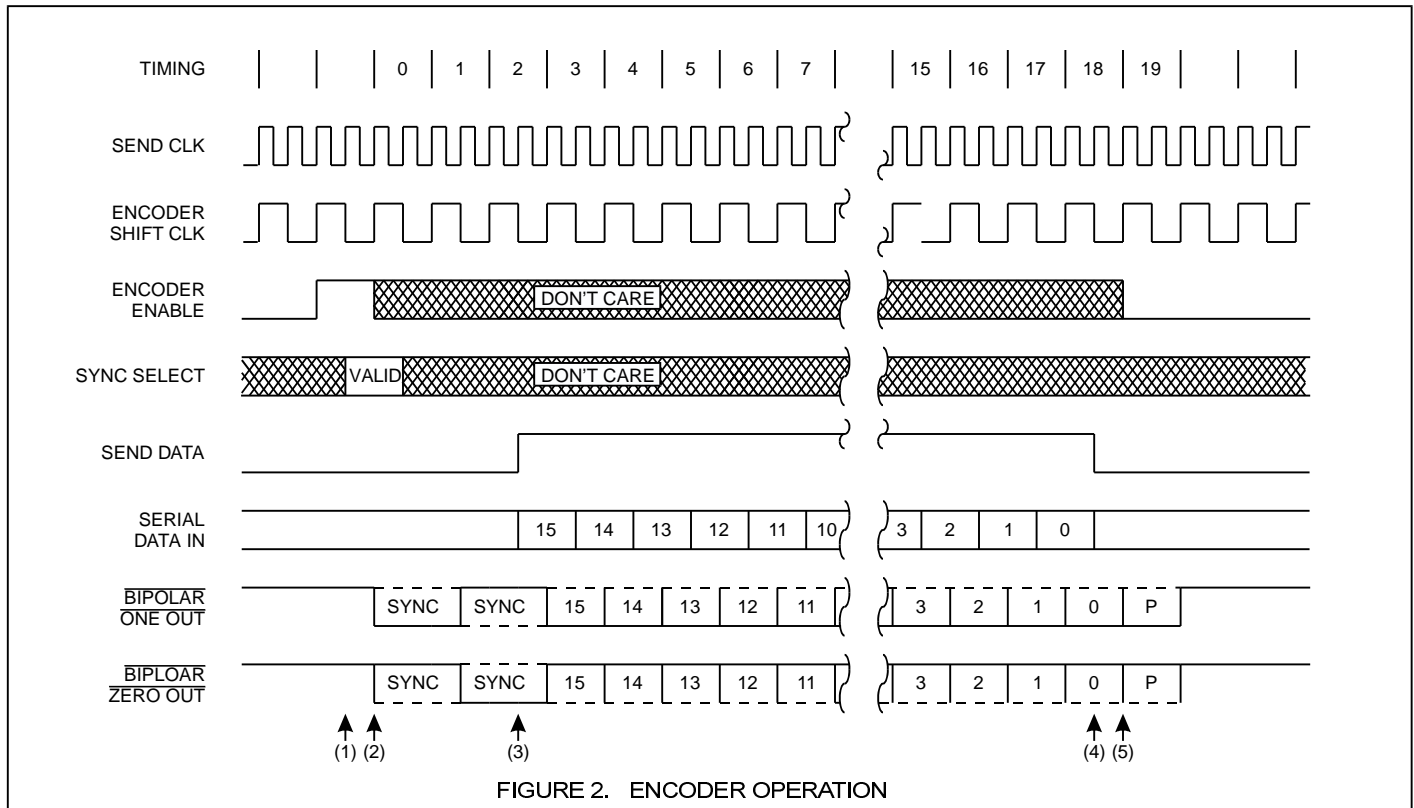 TIMING 0 1 2 3 4 5 6 7 15 16 17 18 19
SEND CLK
ENCODER
SHIFT CLK
ENCODER
ENABLE
DON'T CARE
SYNC SELECT
VALID
DON'T CARE
SEND DATA
SERIAL
DATA IN
15 14 13 12 11 10 3 2 1 0
BIPOLAR
ONE OUT
SYNC SYNC 15 14 13 12 11 3 2 1 0 P
BIPLOAR
ZERO OUT
SYNC SYNC 15 14 13 12 11 3 2 1 0 P
(1) (2) (3) (4) (5)
FIGURE 2. ENCODER OPERATION